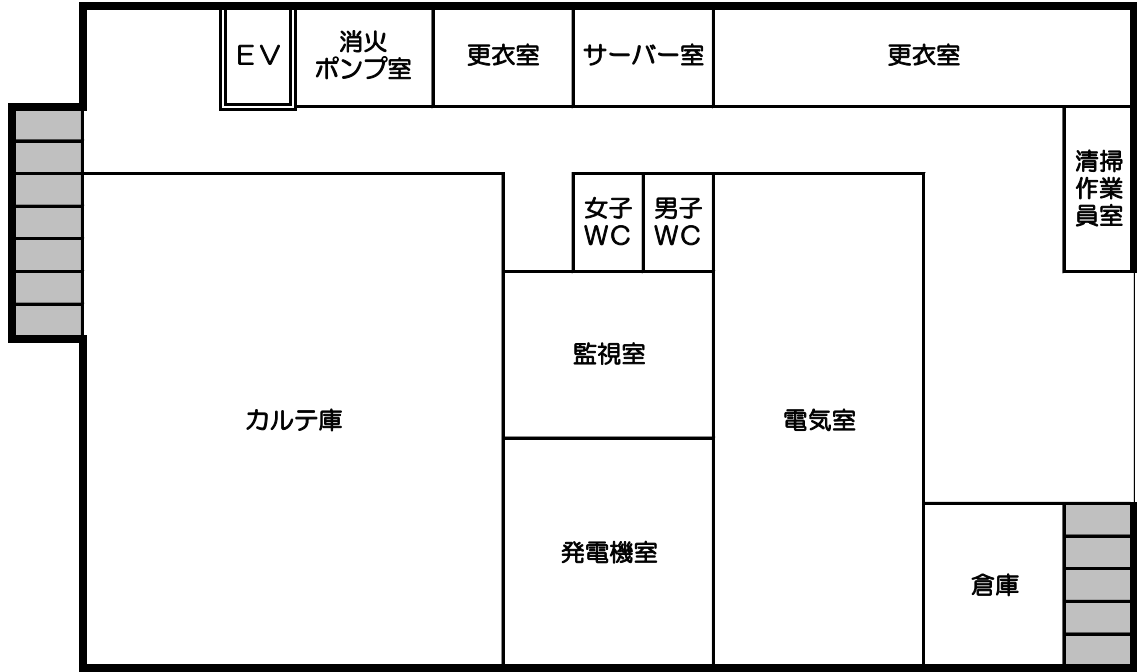 ＥＶ
消火
ポンプ室
更衣室
サーバー室
更衣室
清掃
作業
員室
女子
ＷＣ
男子
ＷＣ
監視室
カルテ庫
電気室
発電機室
倉庫